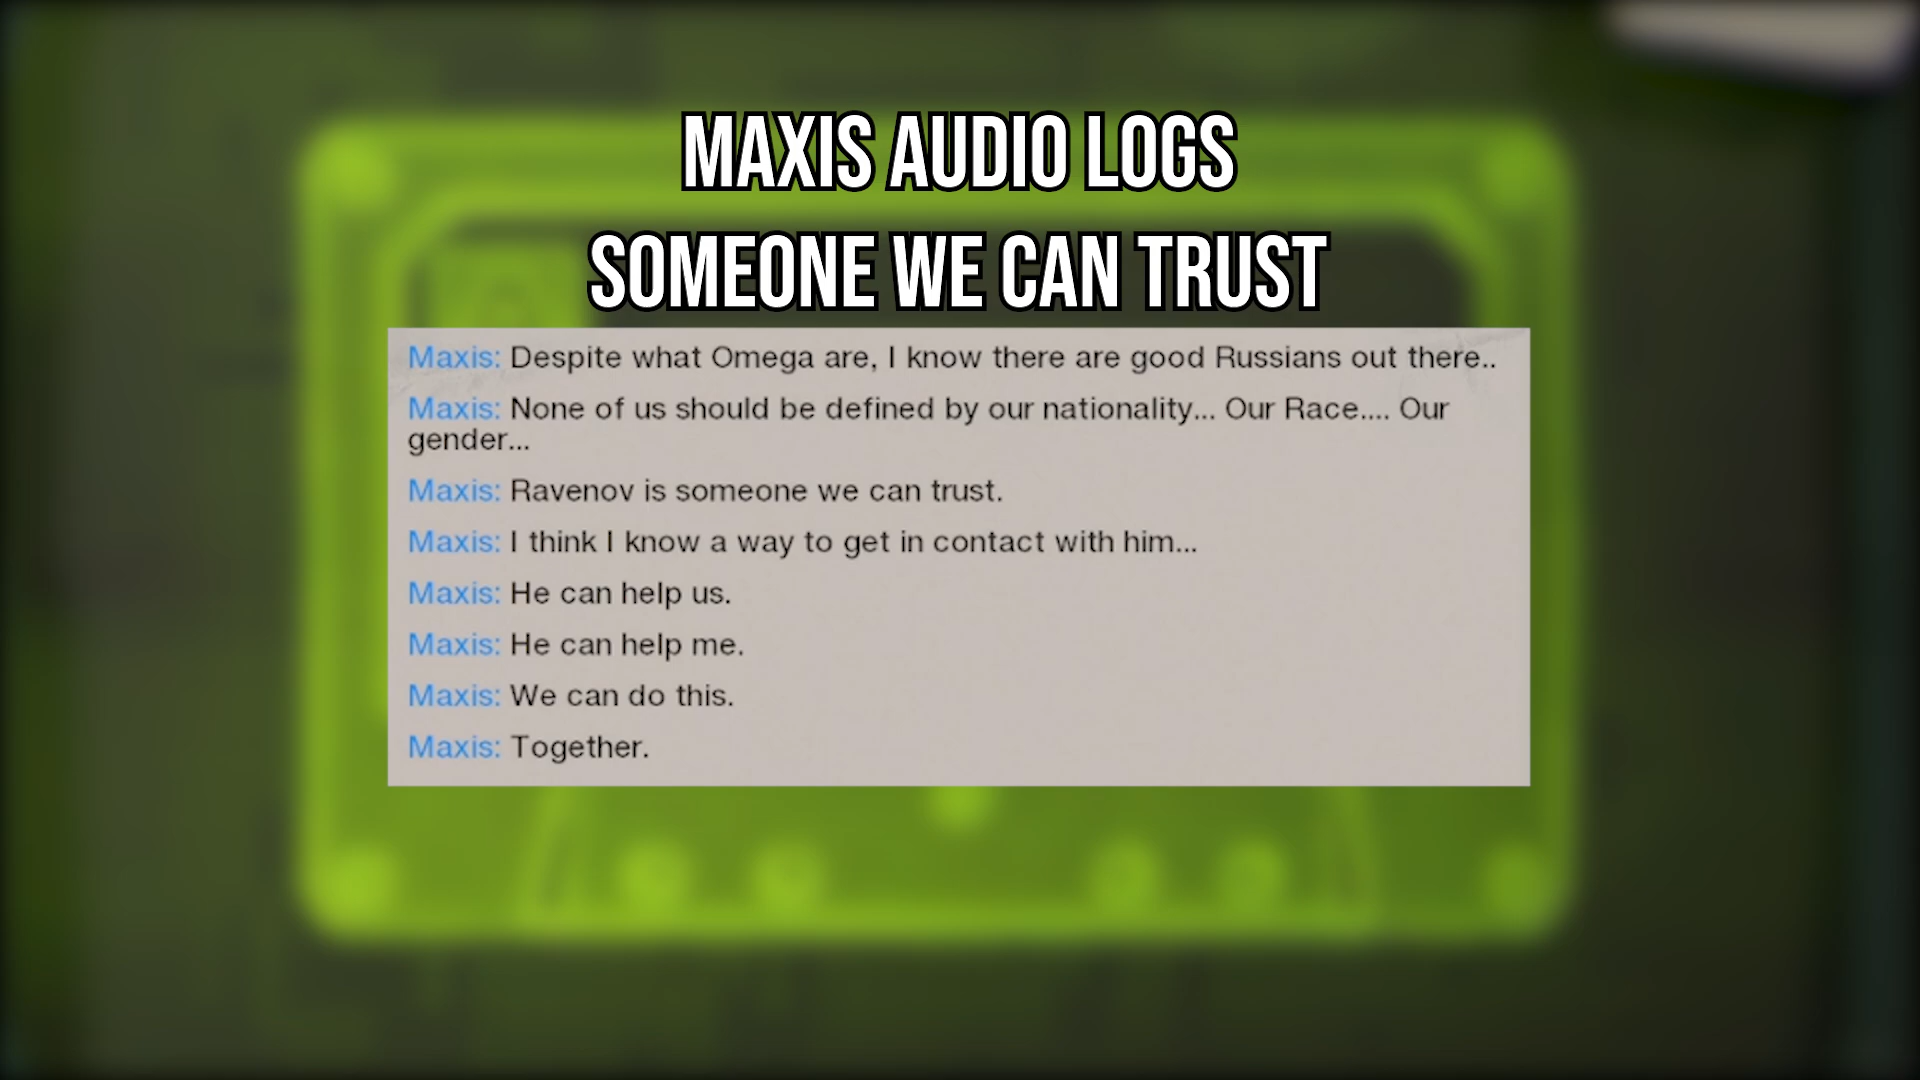 MAXIS AUDIO LOGS
SOMEONE WE CAN TRUST
Maxis: Despite what Omega are, I know there are good Russians out there..
Maxis: None of us should be defined by our nationality... Our Race.... Our
gender...
Maxis: Ravenov is someone we can trust.
Maxis: I think I know a way to get in contact with him...
Maxis: He can help us.
Maxis: He can help me.
Maxis: We can do this.
Maxis: Together.